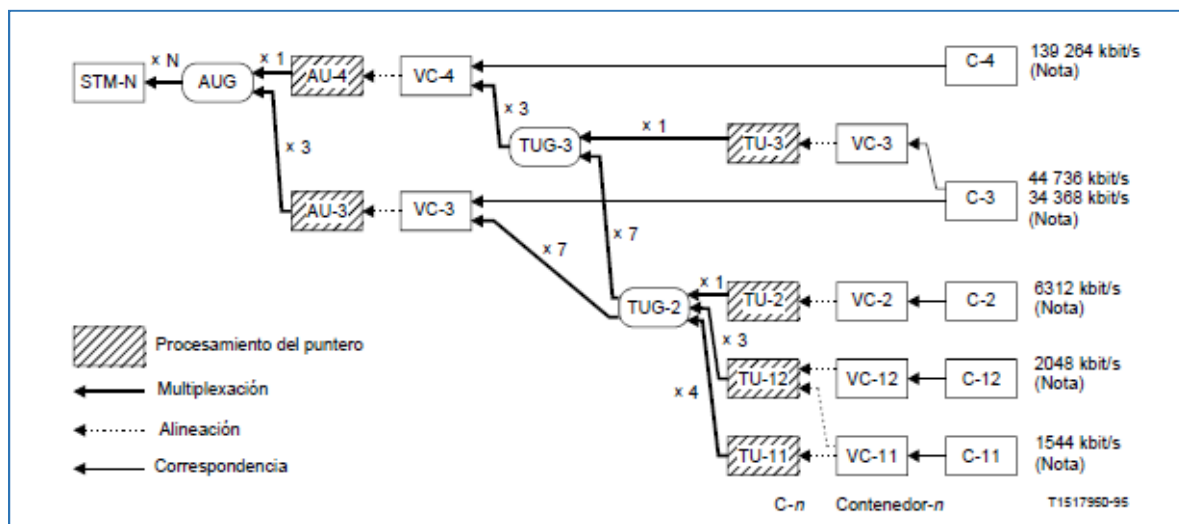 x N
x 1
STM-N
AUG
AU-4
VC-4
C-4
139 264 kbit/s
(Nota)
x 3
x 1
TUG-3
TU-3
VC-3
x 3
44 736 kbit/s
34 368 kbit/s
(Nota)
AU-3
VC-3
C-3
x 7
x 7
x 1
TUG-2
TU-2
VC-2
C-2
6312 kbit/s
(Nota)
x 3
TU-12
VC-12
C-12
2048 kbit/s
(Nota)
x 4
TU-11
VC-11
C-11
1544 kbit/s
(Nota)
Procesamiento del puntero
Multiplexación
Alineación
Correspondencia
C-n Contenedor-n
T1517950-95